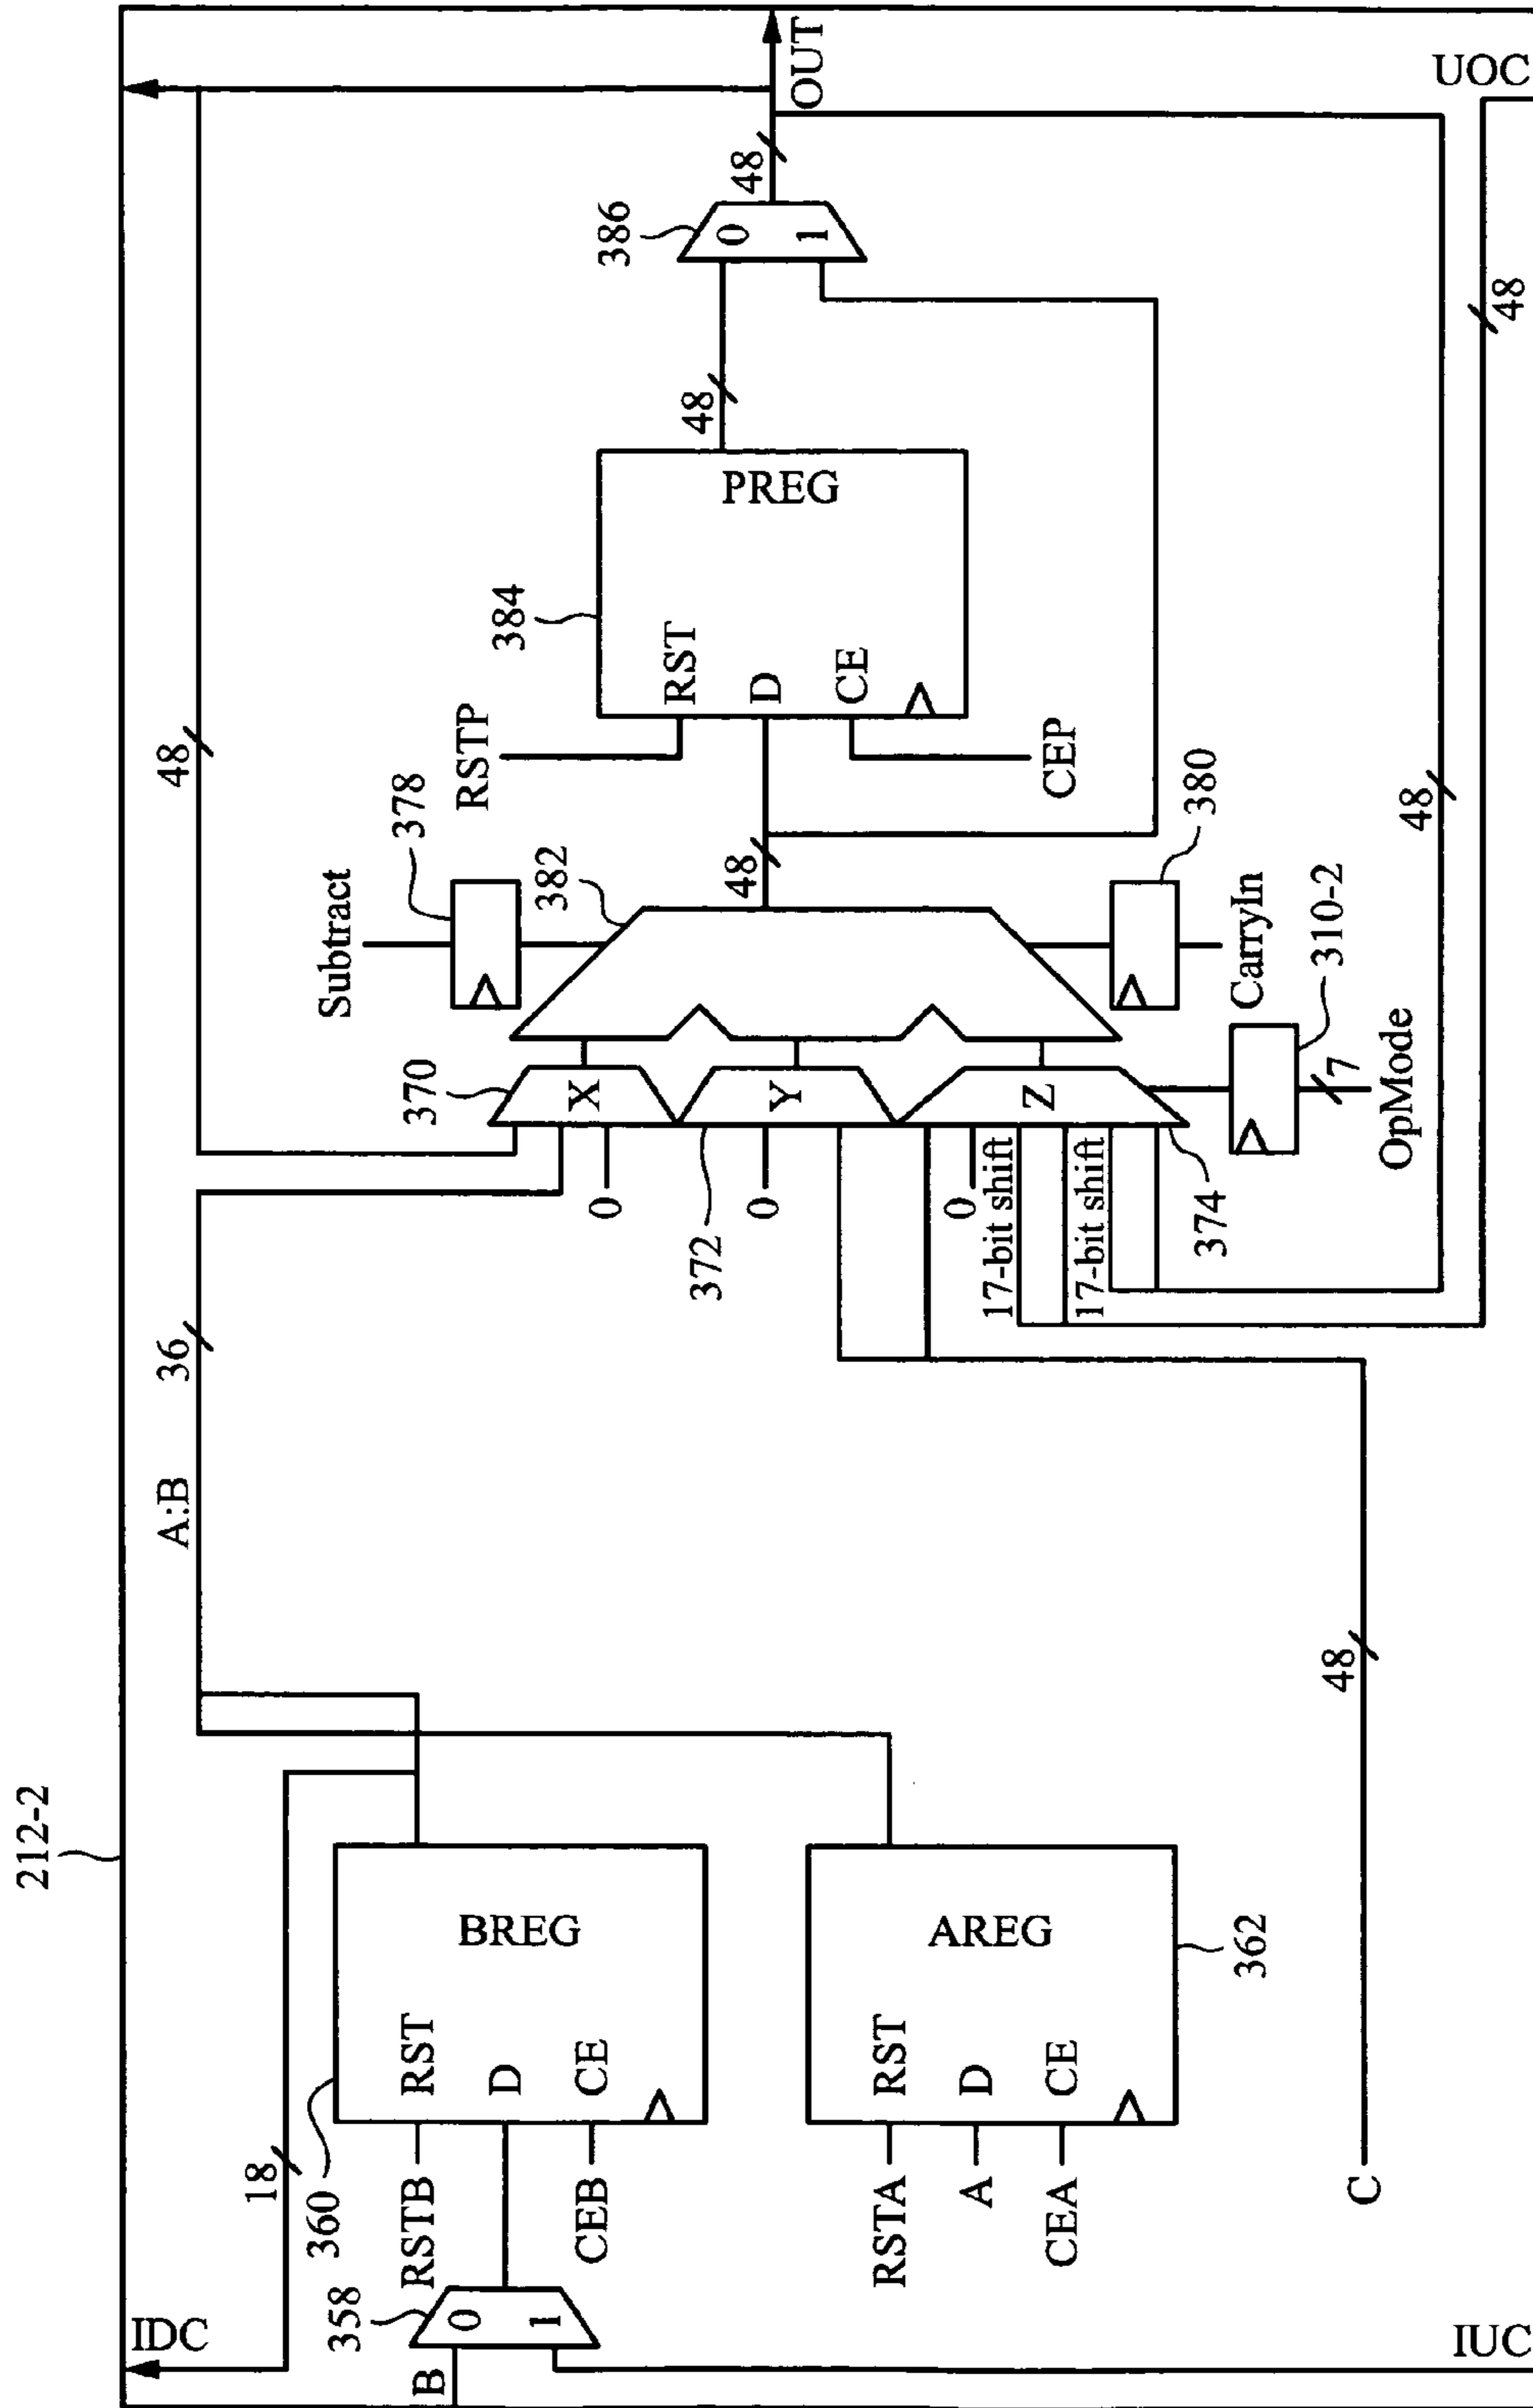 212-2
IDC
18
A:B
36
48
360
RSTB
RST
BREG
358
0
D
1
CEB
CE
B
RSTA
RST
AREG
A
D
CEA
CE
362
C
48
IUC
370
X
0
372
Y
0
0
Z
17-bit shift
17-bit shift
374
Subtract
378
382
48
CarryIn
380
310-2
7
OpMode
RSTP
384
RST
D
CE
PREG
CEP
48
386
0
1
48
OUT
48
48
UOC